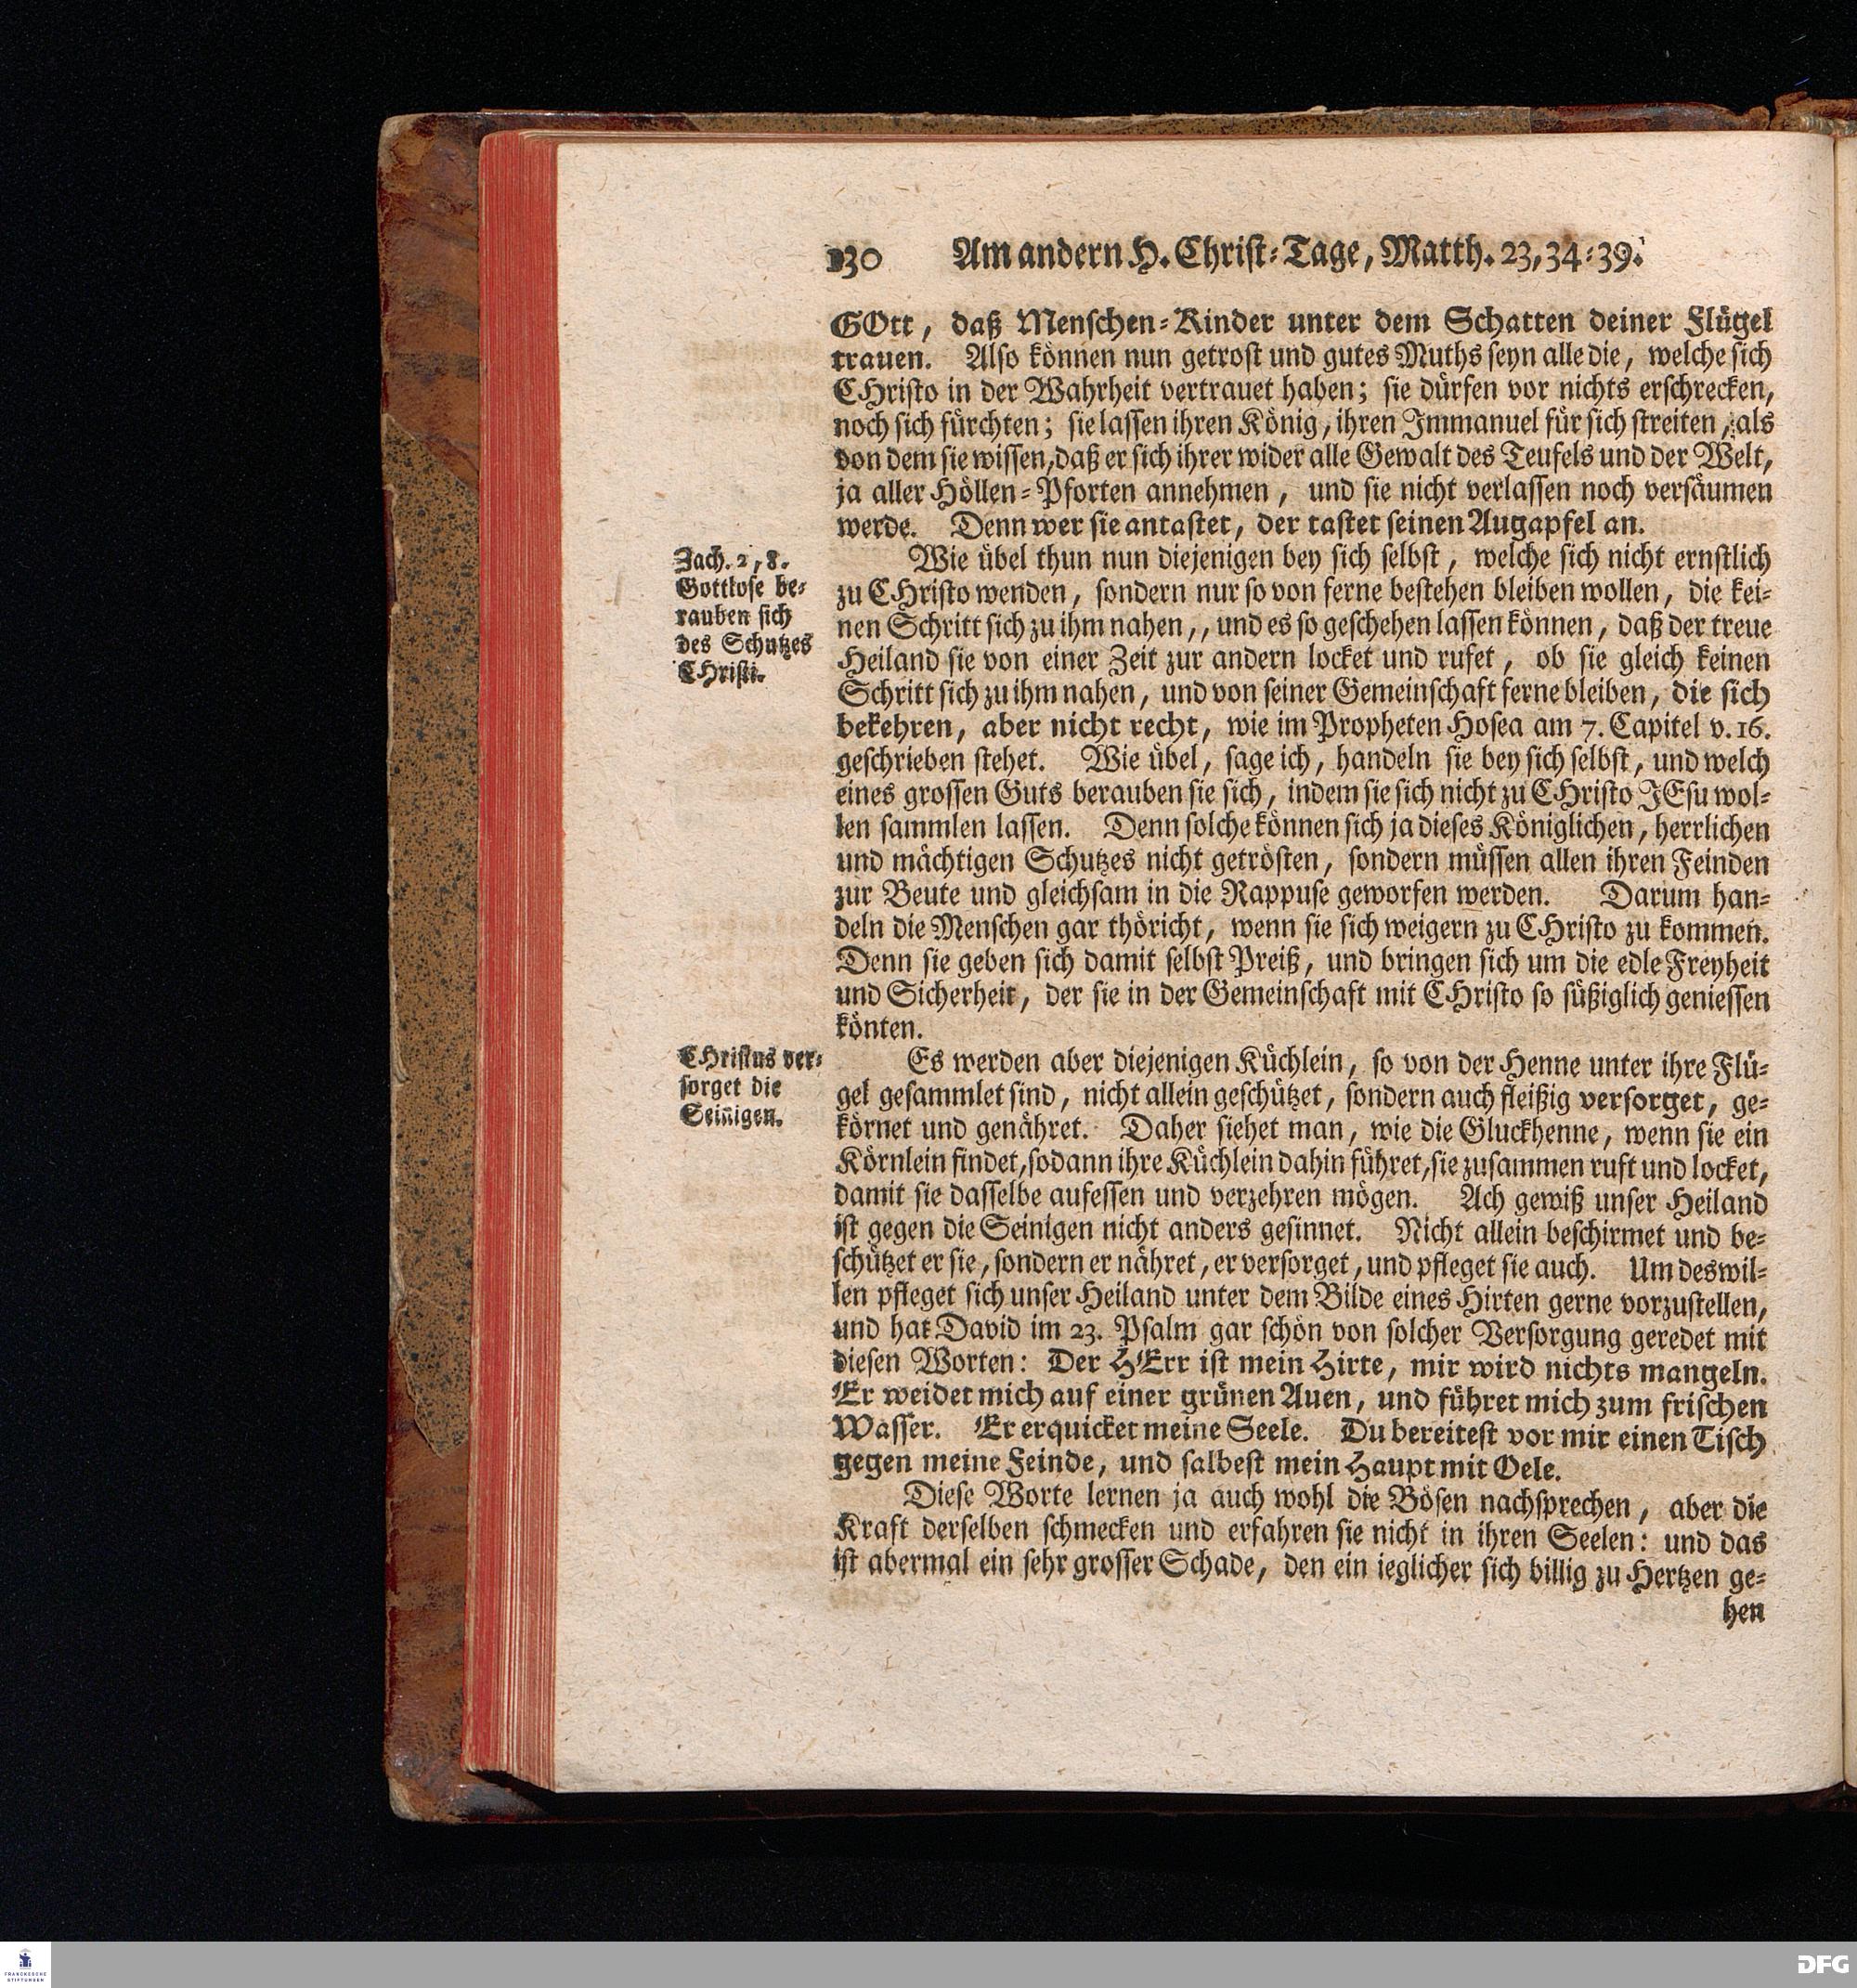 130 Am andern H. Christ-Tage, Matth. 23,34-39.
GOtt, daß Menschen-Kinder unter dem Schatten deiner Flügel
trauen. Also können nun getrost und gutes Muths seyn alle die, welche sich
CHristo in der Wahrheit vertrauet haben; sie dürfen vor nichts erschrecken,
noch sich fürchten; sie lassen ihren König, ihren Immanuel für sich streiten, als
von dem sie wissen, daß er sich ihrer wider alle Gewalt des Teufels und der Welt,
ja aller Höllen-Pforten annehmen, und sie nicht verlassen noch versäumen
werde. Denn wer sie antastet, der tastet seinen Augapfel an.
Zach. 2, 8.
Gottlose be-
rauben sich
des Schutzes
CHristi.
Wie übel thun nun diejenigen bey sich selbst, welche sich nicht ernstlich
zu CHristo wenden, sondern nur so von ferne bestehen bleiben wollen, die kei-
nen Schritt sich zu ihm nahen,, und es so geschehen lassen können, daß der treue
Heiland sie von einer Zeit zur andern locket und rufet, ob sie gleich keinen
Schritt sich zu ihm nahen, und von seiner Gemeinschaft ferne bleiben, die sich
bekehren, aber nicht recht, wie im Propheten Hosea am 7. Capitel v. 16.
geschrieben stehet. Wie übel, sage ich, handeln sie bey sich selbst, und welch
eines grossen Guts berauben sie sich, indem sie sich nicht zu CHristo JEsu wol-
len sammlen lassen. Denn solche können sich ja dieses Königlichen, herrlichen
und mächtigen Schutzes nicht getrösten, sondern müssen allen ihren Feinden
zur Beute und gleichsam in die Rappuse geworfen werden. Darum han-
deln die Menschen gar thöricht, wenn sie sich weigern zu CHristo zu kommen.
Denn sie geben sich damit selbst Preiß, und bringen sich um die edle Freyheit
und Sicherheit, der sie in der Gemeinschaft mit CHristo so süßiglich geniessen
könten.
CHristus ver-
sorget die
Seiñigen.
Es werden aber diejenigen Küchlein, so von der Henne unter ihre Flü-
gel gesammlet sind, nicht allein geschützet, sondern auch fleißig versorget, ge-
körnet und genähret. Daher siehet man, wie die Gluckhenne, wenn sie ein
Körnlein findet, sodann ihre Küchlein dahin führet, sie zusammen ruft und locket,
damit sie dasselbe aufessen und verzehren mögen. Ach gewiß unser Heiland
ist gegen die Seinigen nicht anders gesinnet. Nicht allein beschirmet und be-
schützet er sie, sondern er nähret, er versorget, und pfleget sie auch. Um deswil-
len pfleget sich unser Heiland unter dem Bilde eines Hirten gerne vorzustellen,
und hat David im 23. Psalm gar schön von solcher Versorgung geredet mit
diesen Worten: Der HErr ist mein Hirte, mir wird nichts mangeln.
Er weidet mich auf einer grünen Auen, und führet mich zum frischen
Wasser. Er erquicket meine Seele. Du bereitest vor mir einen Tisch
gegen meine Feinde, und salbest mein Haupt mit Oele.
Diese Worte lernen ja auch wohl die Bösen nachsprechen, aber die
Kraft derselben schmecken und erfahren sie nicht in ihren Seelen: und das
ist abermal ein sehr grosser Schade, den ein ieglicher sich billig zu Hertzen ge-
hen
FRANCKESCHE
STIFTUNGEN
DFG